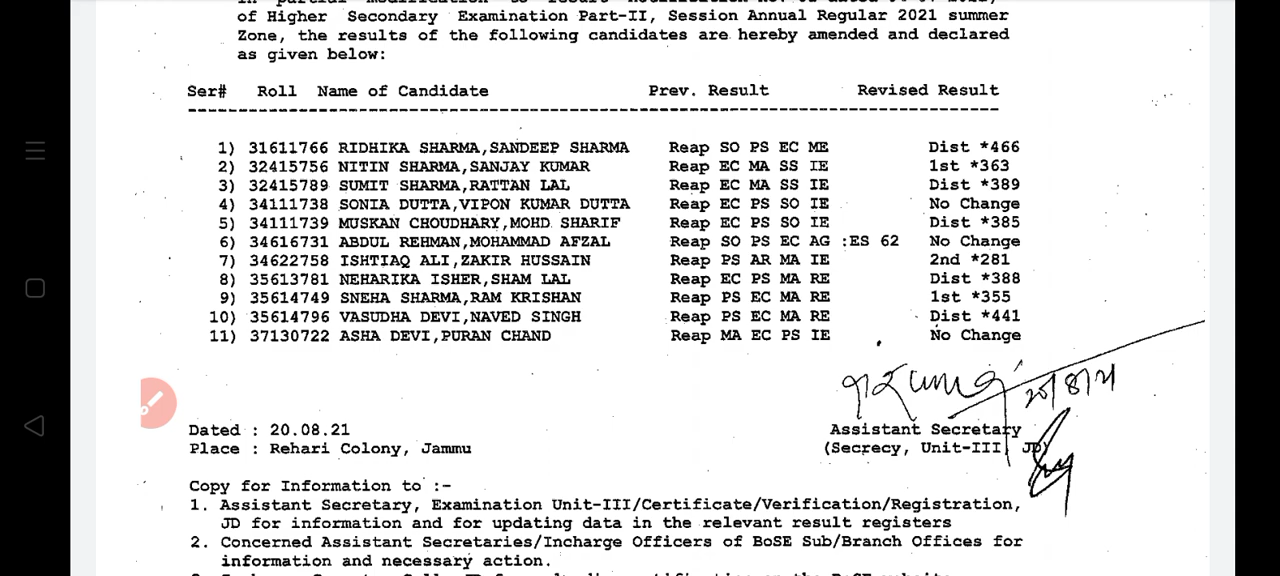 of Higher Secondary Examination Part-II, Session Annual Regular 2021 summer
Zone, the results of the following candidates are hereby amended and declared
as given below:
Ser# Roll Name of Candidate Prev. Result Revised Result
1) 31611766 RIDHIKA SHARMA,SANDEEP SHARMA Reap SO PS EC ME Dist *466
2) 32415756 NITIN SHARMA,SANJAY KUMAR Reap EC MA SS IE 1st *363
3) 32415789 SUMIT SHARMA,RATTAN LAL Reap EC MA SS IE Dist *389
4) 34111738 SONIA DUTTA,VIPON KUMAR DUTTA Reap EC PS SO IE No Change
5) 34111739 MUSKAN CHOUDHARY,MOHD SHARIF Reap EC PS SO IE Dist *385
6) 34616731 ABDUL REHMAN,MOHAMMAD AFZAL Reap SO PS EC AG :ES 62 No Change
7) 34622758 ISHTIAQ ALI,ZAKIR HUSSAIN Reap PS AR MA IE 2nd *281
8) 35613781 NEHARIKA ISHER,SHAM LAL Reap EC PS MA RE Dist *388
9) 35614749 SNEHA SHARMA,RAM KRISHAN Reap PS EC MA RE 1st *355
10) 35614796 VASUDHA DEVI,NAVED SINGH Reap PS EC MA RE Dist *441
11) 37130722 ASHA DEVI,PURAN CHAND Reap MA EC PS IE No Change
Dated : 20.08.21 Assistant Secretary
Place : Rehari Colony, Jammu (Secrecy, Unit-III JD)
Copy for Information to :-
1. Assistant Secretary, Examination Unit-III/Certificate/Verification/Registration,
JD for information and for updating data in the relevant result registers
2. Concerned Assistant Secretaries/Incharge Officers of BoSE Sub/Branch Offices for
information and necessary action.